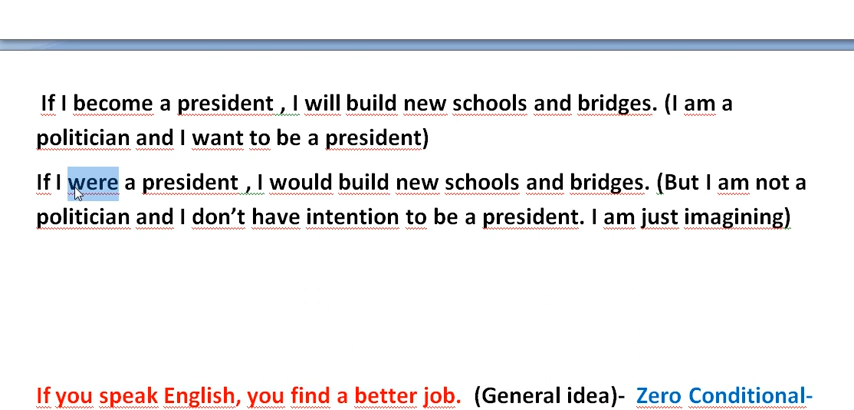 If I become a president , I will build new schools and bridges. (I am a
politician and I want to be a president)
If I were a president , I would build new schools and bridges. (But I am not a
politician and I don’t have intention to be a president. I am just imagining)
If you speak English, you find a better job. (General idea)- Zero Conditional-